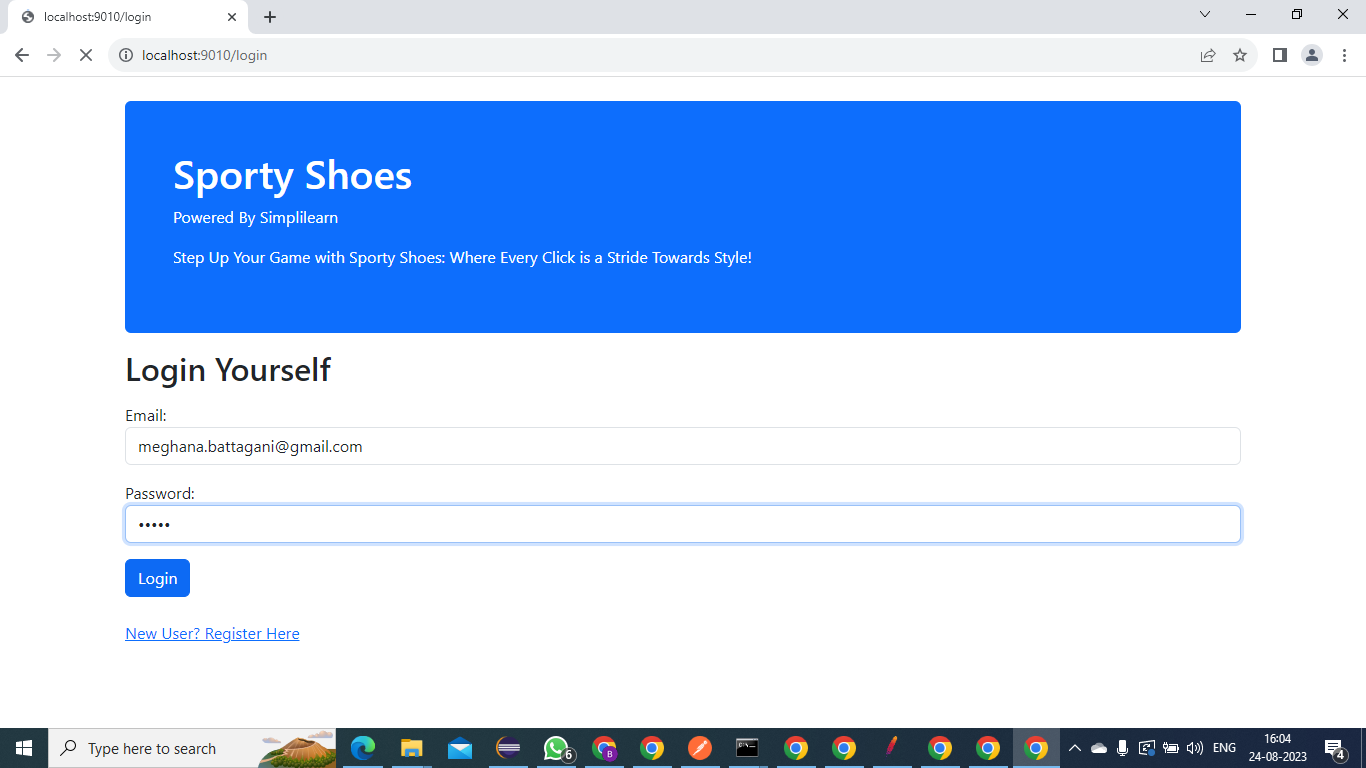 localhost:9010/login
localhost:9010/login
Sporty Shoes
Powered By Simplilearn
Step Up Your Game with Sporty Shoes: Where Every Click is a Stride Towards Style!
Login Yourself
Email:
meghana.battagani@gmail.com
Password:
•••••
Login
New User? Register Here
Type here to search
6
B
ENG
16:04
24-08-2023
4